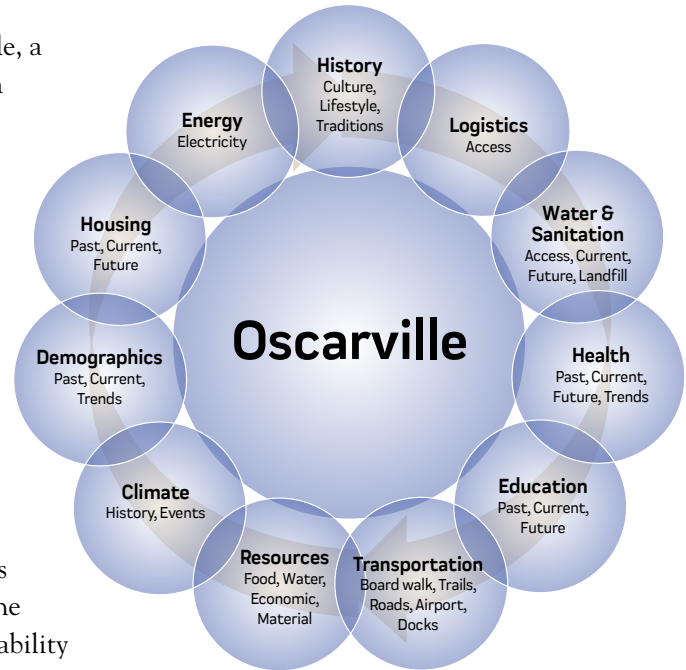 le, a
History
Culture,
Lifestyle,
Traditions
Logistics
Access
Water &
Sanitation
Access, Current,
Future, Landfill
Health
Past, Current,
Future, Trends
Education
Past, Current,
Future
Transportation
Board walk, Trails,
Roads, Airport,
Docks
Resources
Food, Water,
Economic,
Material
Climate
History, Events
Demographics
Past, Current,
Trends
Housing
Past, Current,
Future
Energy
Electricity
Oscarville
ability